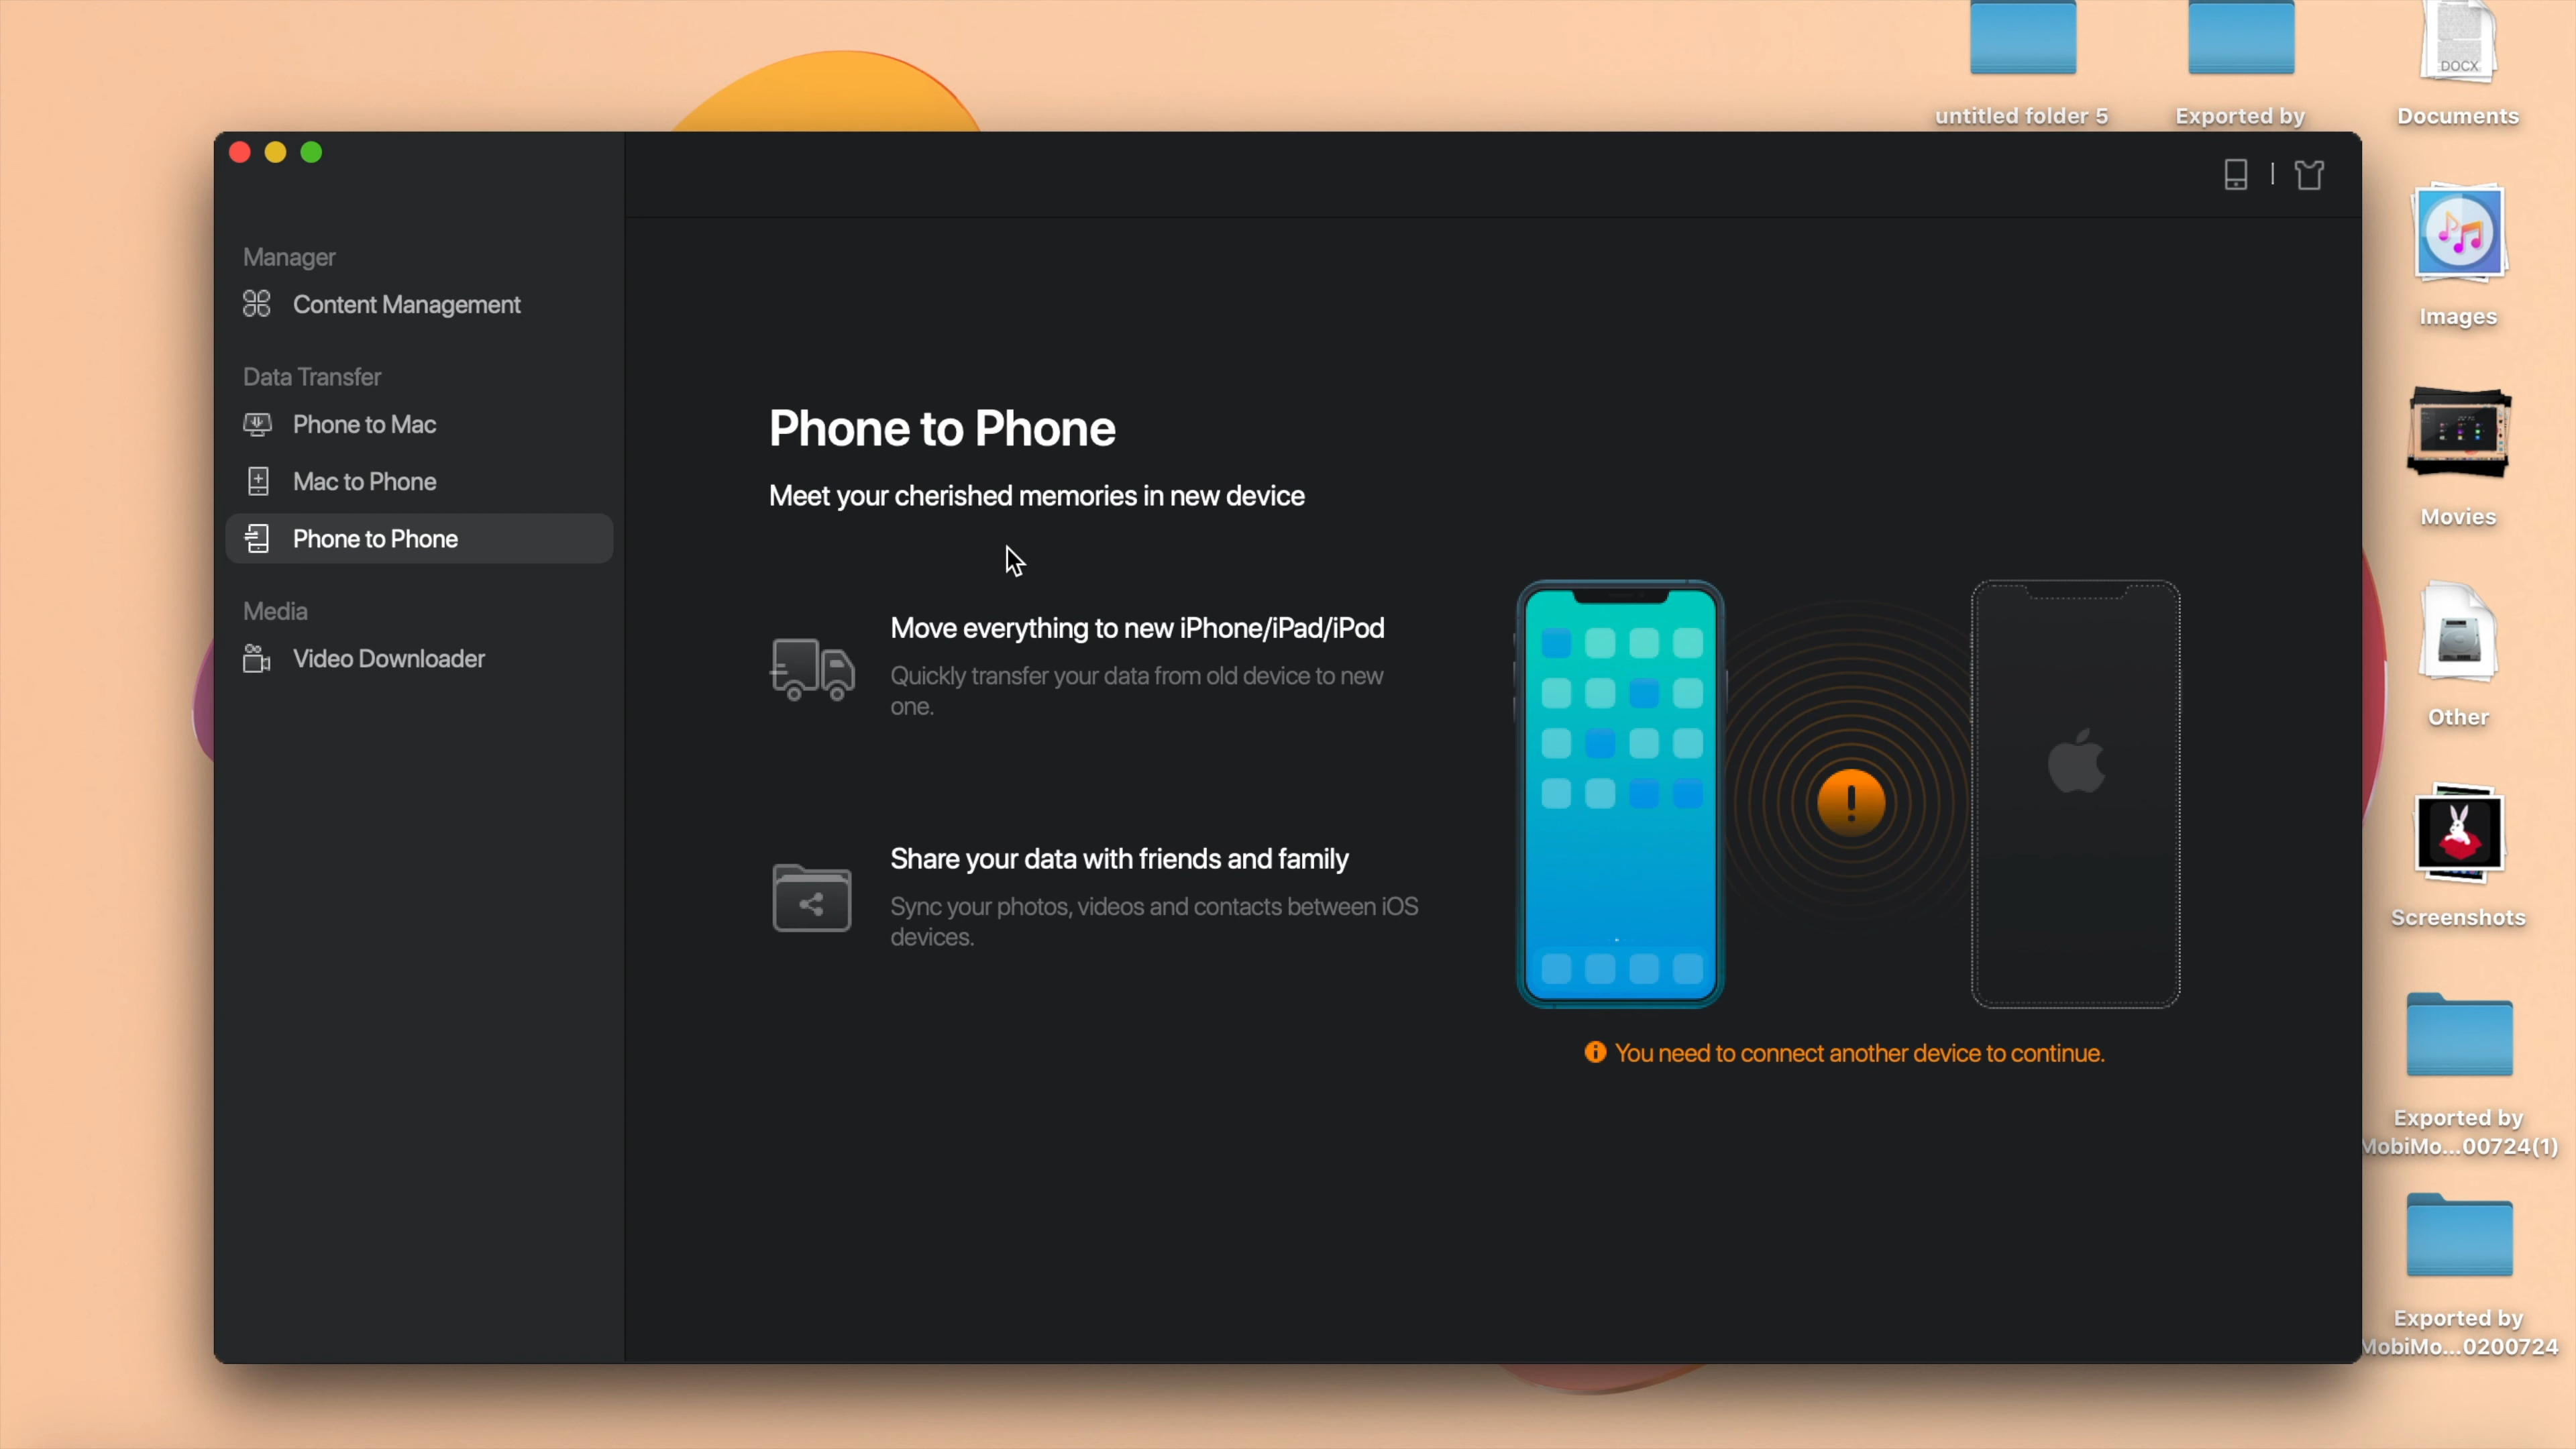 DOCX
untitled folder 5
Exported by
Documents
Manager
Content Management
Data Transfer
Phone to Mac
Mac to Phone
Phone to Phone
Media
Video Downloader
Phone to Phone
Meet your cherished memories in new device
Move everything to new iPhone/iPad/iPod
Quickly transfer your data from old device to new
one.
Share your data with friends and family
Sync your photos, videos and contacts between iOS
devices.
You need to connect another device to continue.
Images
Movies
Other
Screenshots
Exported by
MobiMo...00724(1)
Exported by
MobiMo...0200724